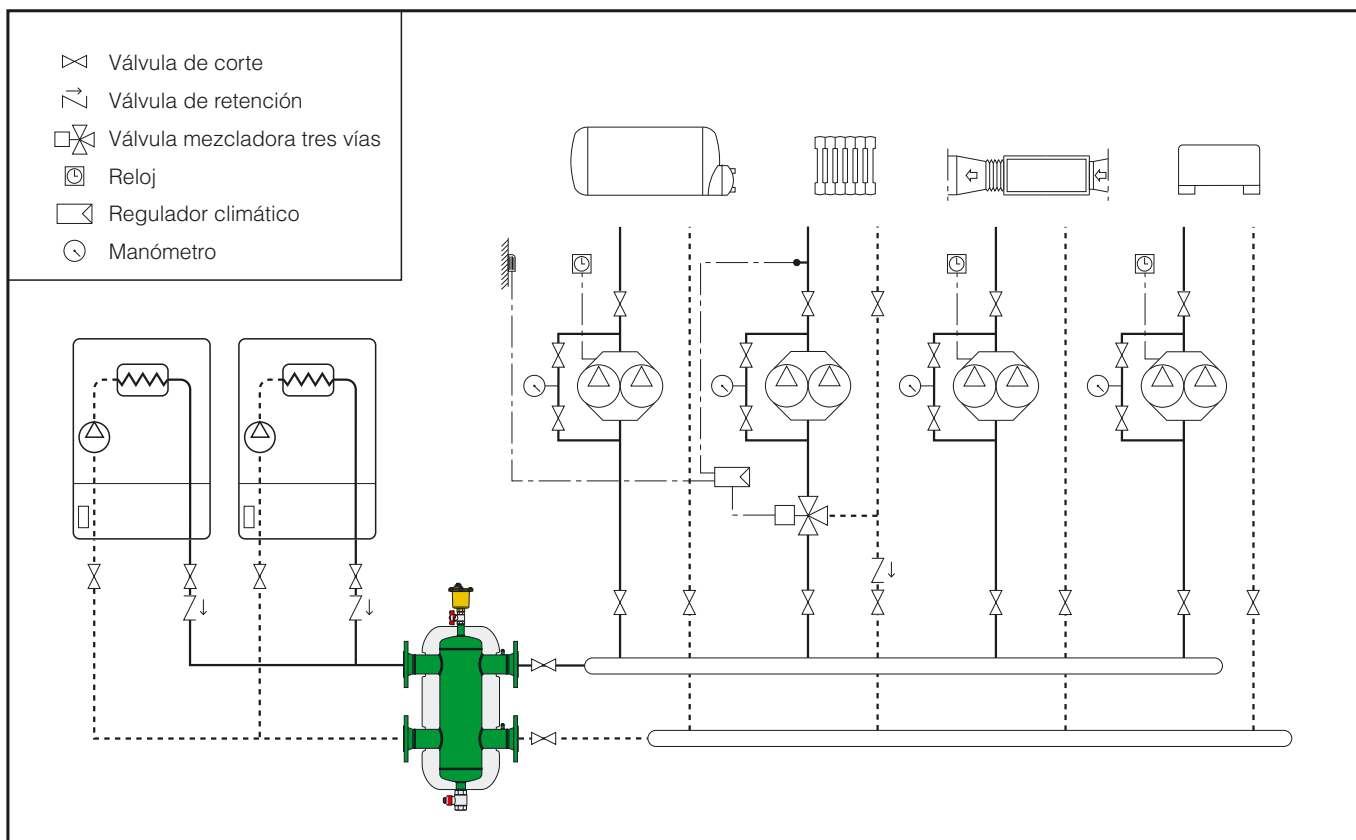 Válvula de corte
Válvula de retención
Válvula mezcladora tres vías
Reloj
Regulador climático
Manómetro